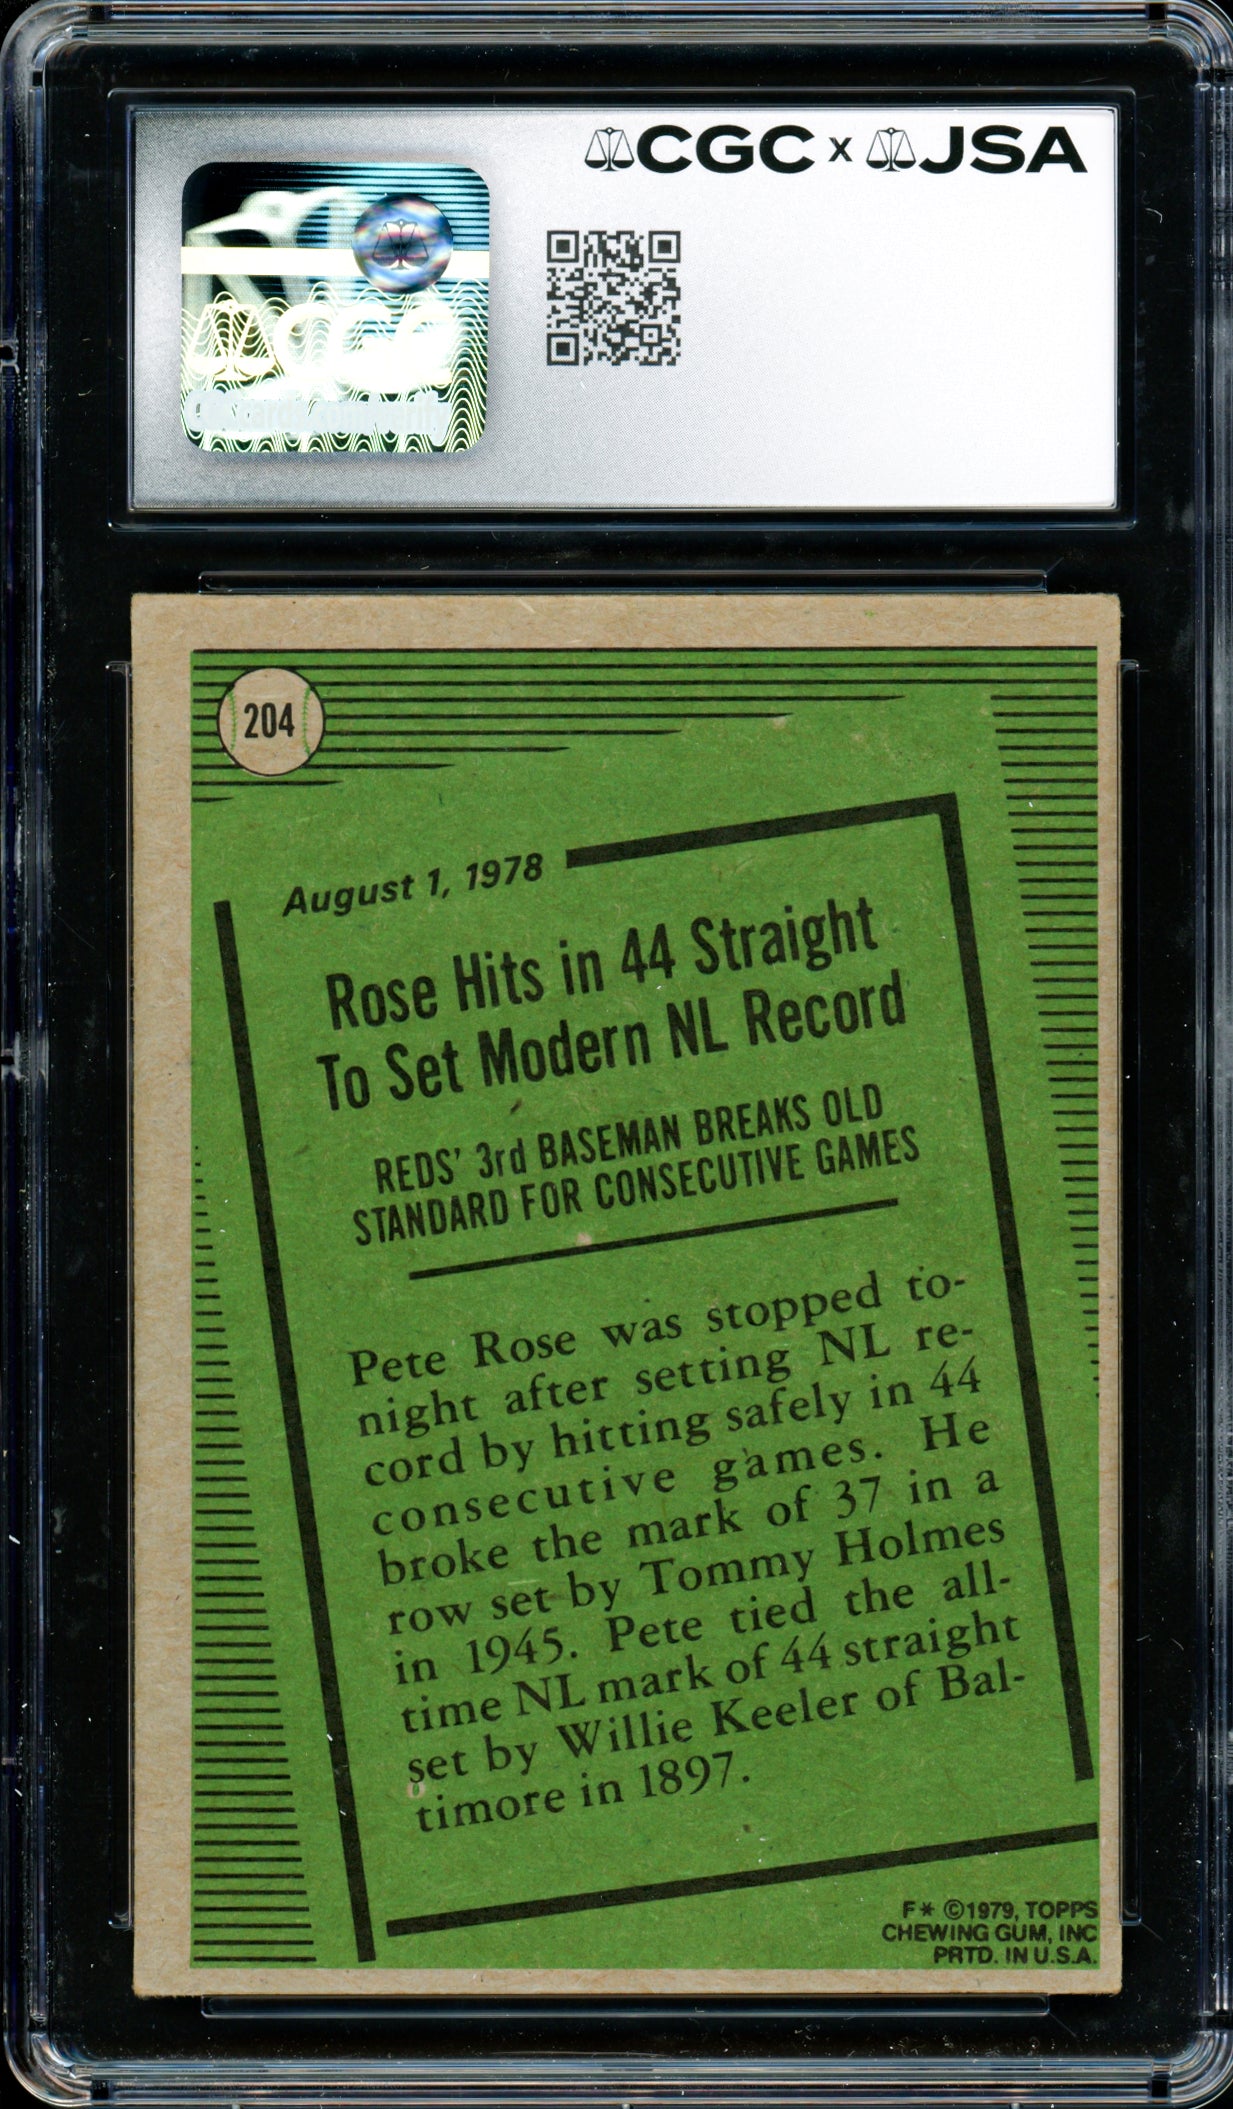 CGC x JSA
CGC
204
August 1, 1978
Rose Hits in 44 Straight
To Set Modern NL Record
REDS' 3rd BASEMAN BREAKS OLD
STANDARD FOR CONSECUTIVE GAMES
Pete Rose was stopped to-
night after setting NL re-
cord by hitting safely in 44
consecutive games. He
broke the mark of 37 in a
row set by Tommy Holmes
in 1945. Pete tied the all-
time NL mark of 44 straight
set by Willie Keeler of Bal-
timore in 1897.
F* ©1979, TOPPS
CHEWING GUM, INC
PRTD. IN U.S.A.